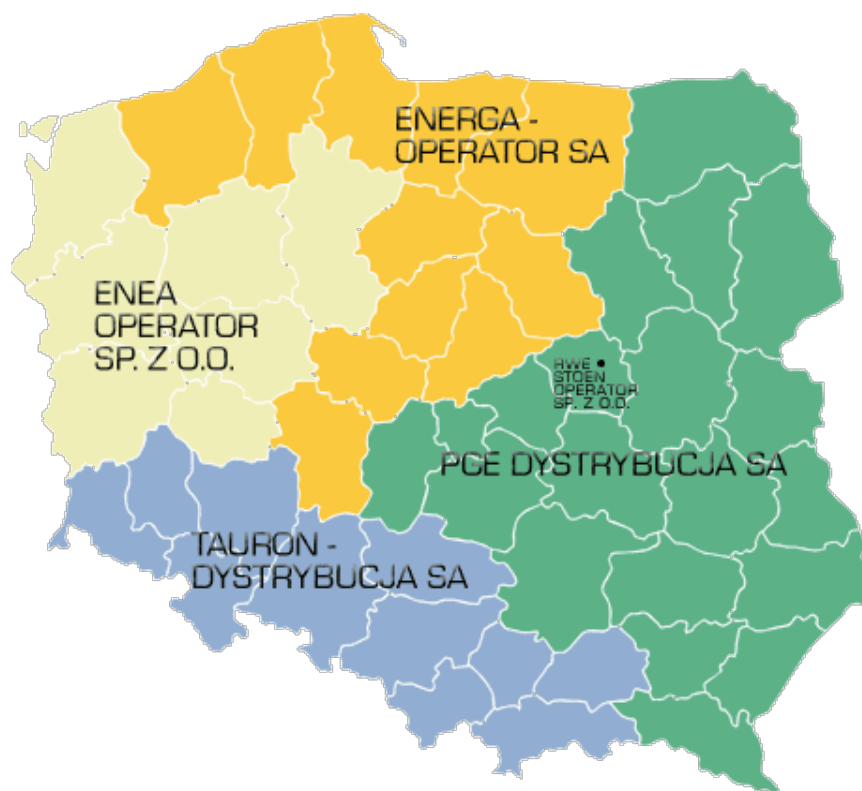 ENERGA -
OPERATOR SA
ENEA
OPERATOR
SP. Z O.O.
RWE
STOEN
OPERATOR
SP. Z O.O.
PGE DYSTRYBUCJA SA
TAURON -
DYSTRYBUCJA SA